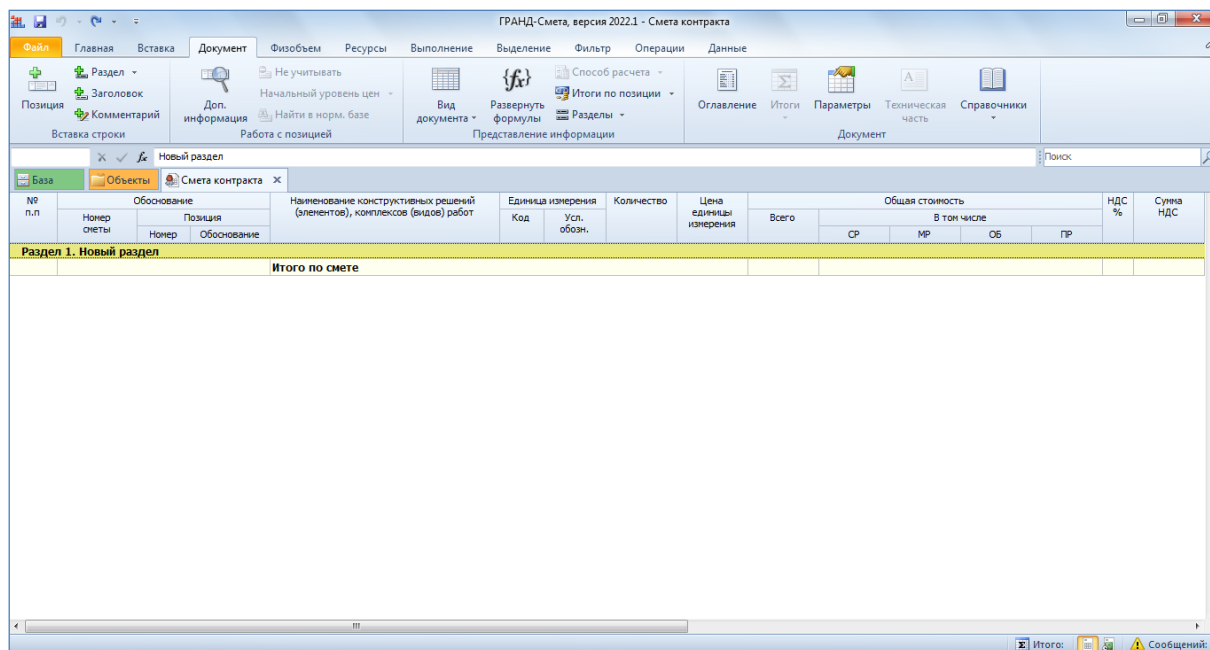 ГРАНД-Смета, версия 2022.1 - Смета контракта
Файл Главная Вставка Документ Физобъем Ресурсы Выполнение Выделение Фильтр Операции Данные
Позиция
Раздел
Заголовок
Комментарий
Вставка строки
Доп. информация
Не учитывать
Начальный уровень цен
Найти в норм. базе
Работа с позицией
Вид документа
Развернуть формулы
Способ расчета
Итоги по позиции
Разделы
Представление информации
Оглавление
Итоги
Параметры
Техническая часть
Справочники
Документ
fx Новый раздел Поиск
База Объекты Смета контракта
№ п.п
Обоснование
Номер сметы
Позиция
Номер Обоснование
Наименование конструктивных решений (элементов), комплексов (видов) работ
Единица измерения
Код
Усл. обозн.
Количество
Цена единицы измерения
Общая стоимость
Всего
В том числе
СР МР ОБ ПР
НДС %
Сумма НДС
Раздел 1. Новый раздел
Итого по смете
Итого: Сообщений: